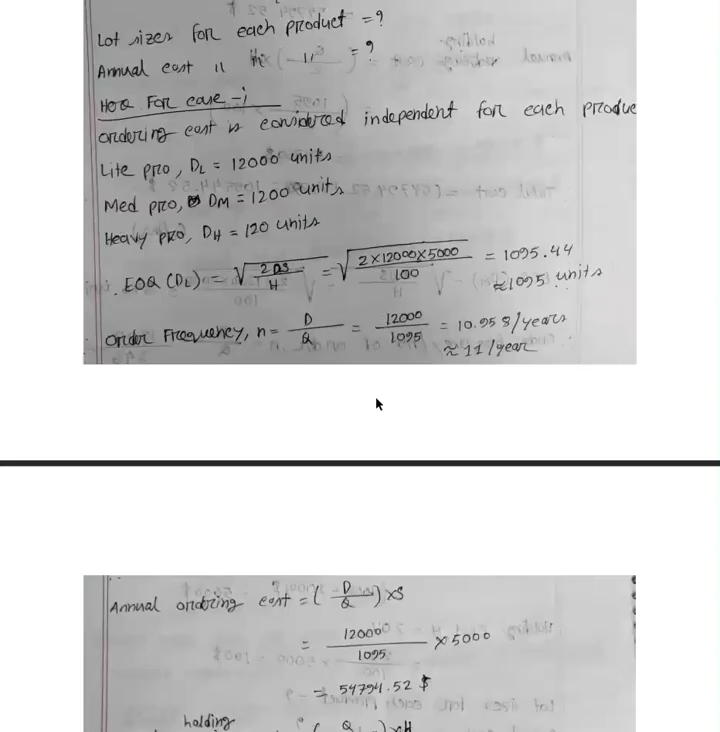 Lot sizes for each product = ?
Annual cost 11 = ?
HOQ For case - i
ordering cost is considered independent for each produc
Lite pro, DL = 12000 units
Med pro, DM = 1200 units
Heavy pro, DH = 120 units
EOQ (DL) = √2DS/H = √2×12000×5000/100 = 1095.44
≈1095 units
Order Frequency, n = D/Q = 12000/1095 = 10.958/years
≈ 11/year
Annual ordering cost = (D/Q)×S
= 12000/1095 × 5000
= 54794.52 $
holding